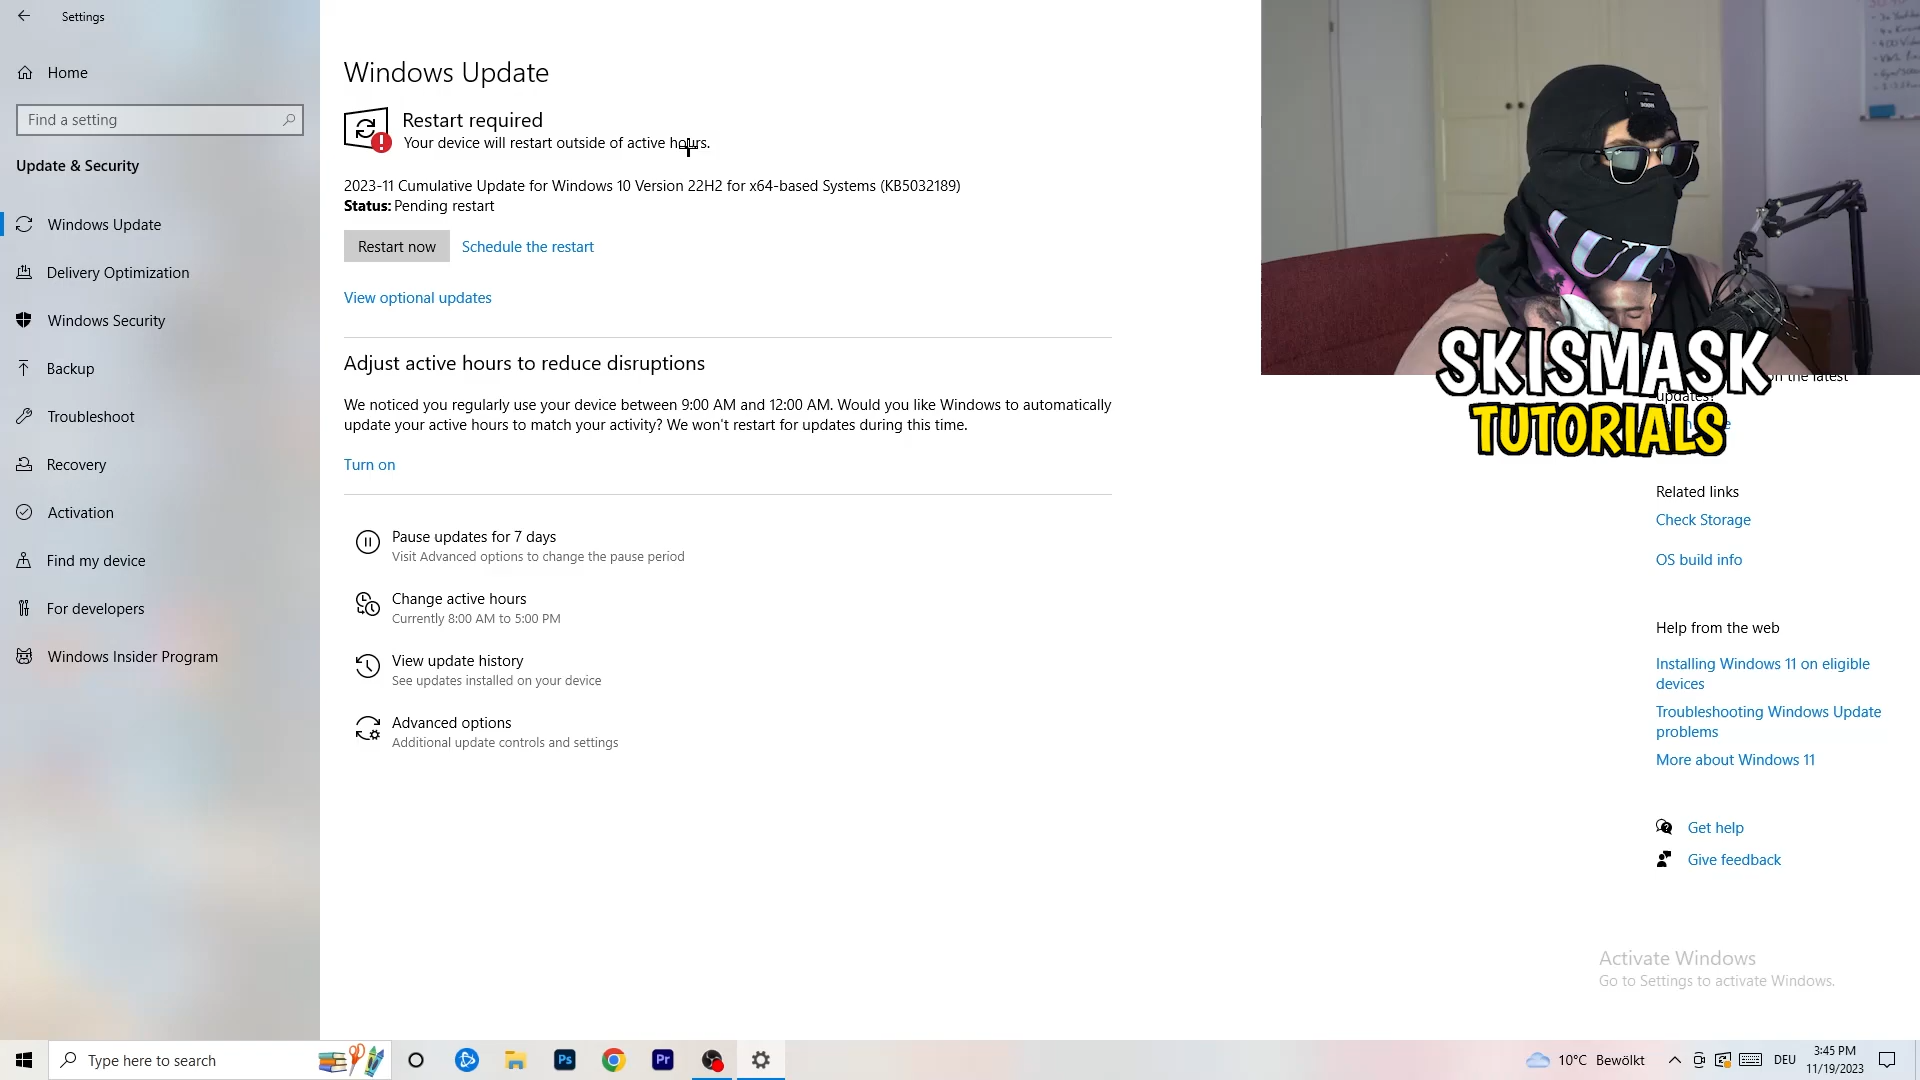 Settings
Home
Find a setting
Update & Security
Windows Update
Delivery Optimization
Windows Security
Backup
Troubleshoot
Recovery
Activation
Find my device
For developers
Windows Insider Program
Windows Update
Restart required
Your device will restart outside of active hours.
2023-11 Cumulative Update for Windows 10 Version 22H2 for x64-based Systems (KB5032189)
Status: Pending restart
Restart now
Schedule the restart
View optional updates
Adjust active hours to reduce disruptions
We noticed you regularly use your device between 9:00 AM and 12:00 AM. Would you like Windows to automatically
update your active hours to match your activity? We won't restart for updates during this time.
Turn on
Pause updates for 7 days
Visit Advanced options to change the pause period
Change active hours
Currently 8:00 AM to 5:00 PM
View update history
See updates installed on your device
Advanced options
Additional update controls and settings
SKISMASK
TUTORIALS
on the latest
updates?
Related links
Check Storage
OS build info
Help from the web
Installing Windows 11 on eligible
devices
Troubleshooting Windows Update
problems
More about Windows 11
Get help
Give feedback
Activate Windows
Go to Settings to activate Windows.
Type here to search
Ps
Pr
10°C Bewölkt
DEU
3:45 PM
11/19/2023